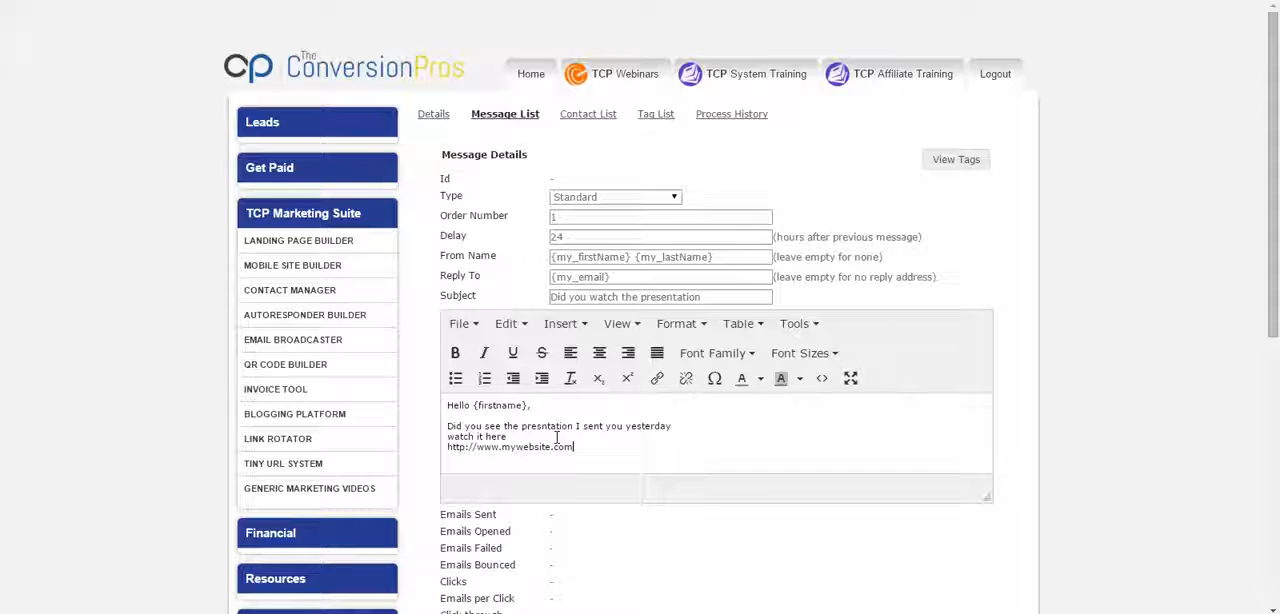 The ConversionPros
Home
TCP Webinars
TCP System Training
TCP Affiliate Training
Logout
Leads
Get Paid
TCP Marketing Suite
LANDING PAGE BUILDER
MOBILE SITE BUILDER
CONTACT MANAGER
AUTORESPONDER BUILDER
EMAIL BROADCASTER
QR CODE BUILDER
INVOICE TOOL
BLOGGING PLATFORM
LINK ROTATOR
TINY URL SYSTEM
GENERIC MARKETING VIDEOS
Financial
Resources
Details Message List Contact List Tag List Process History
Message Details
View Tags
Id -
Type Standard
Order Number 1
Delay 24 (hours after previous message)
From Name {my_firstName} {my_lastName} (leave empty for none)
Reply To {my_email} (leave empty for no reply address)
Subject Did you watch the presentation
File Edit Insert View Format Table Tools
Font Family Font Sizes
Hello {firstname},
Did you see the presntation I sent you yesterday
watch it here
http://www.mywebsite.com
Emails Sent -
Emails Opened -
Emails Failed -
Emails Bounced -
Clicks -
Emails per Click -